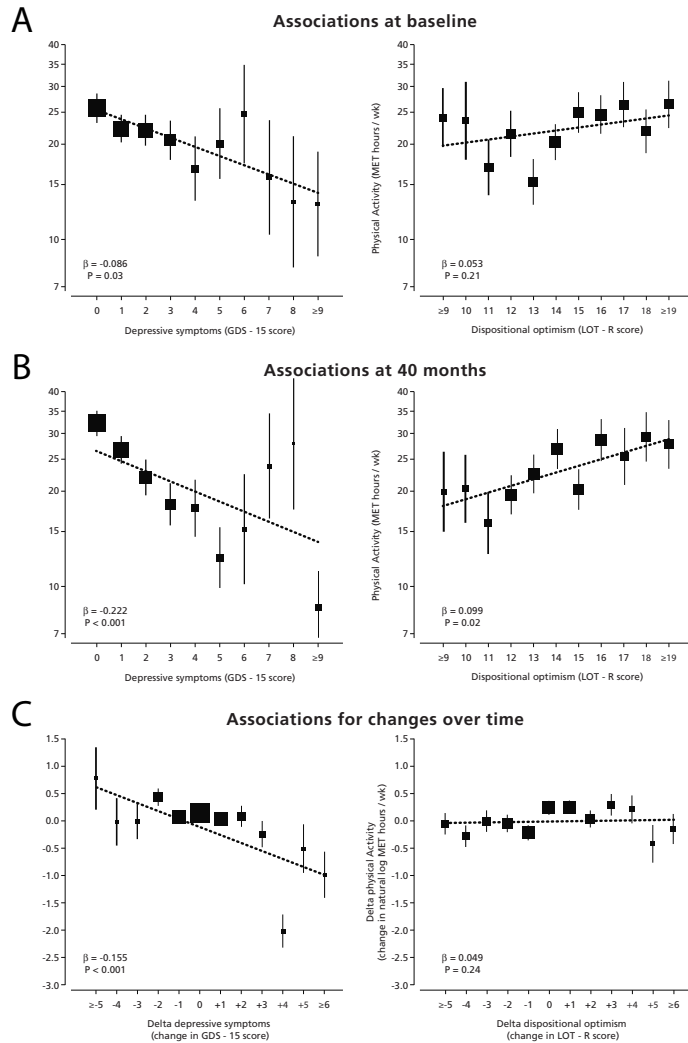 A
Associations at baseline
40
35
30
25
20
15
10
7
β = -0.086
P = 0.03
0 1 2 3 4 5 6 7 8 ≥9
Depressive symptoms (GDS - 15 score)
Physical Activity (MET hours / wk)
40
35
30
25
20
15
10
7
β = 0.053
P = 0.21
≥9 10 11 12 13 14 15 16 17 18 ≥19
Dispositional optimism (LOT - R score)
B
Associations at 40 months
40
35
30
25
20
15
10
7
β = -0.222
P < 0.001
0 1 2 3 4 5 6 7 8 ≥9
Depressive symptoms (GDS - 15 score)
Physical Activity (MET hours / wk)
40
35
30
25
20
15
10
7
β = 0.099
P = 0.02
≥9 10 11 12 13 14 15 16 17 18 ≥19
Dispositional optimism (LOT - R score)
C
Associations for changes over time
1.5
1.0
0.5
0.0
-0.5
-1.0
-1.5
-2.0
-2.5
-3.0
β = -0.155
P < 0.001
≥-5 -4 -3 -2 -1 0 +1 +2 +3 +4 +5 ≥6
Delta depressive symptoms
(change in GDS - 15 score)
Delta physical Activity
(change in natural log MET hours / wk)
1.5
1.0
0.5
0.0
-0.5
-1.0
-1.5
-2.0
-2.5
-3.0
β = 0.049
P = 0.24
≥-5 -4 -3 -2 -1 0 +1 +2 +3 +4 +5 ≥6
Delta dispositional optimism
(change in LOT - R score)